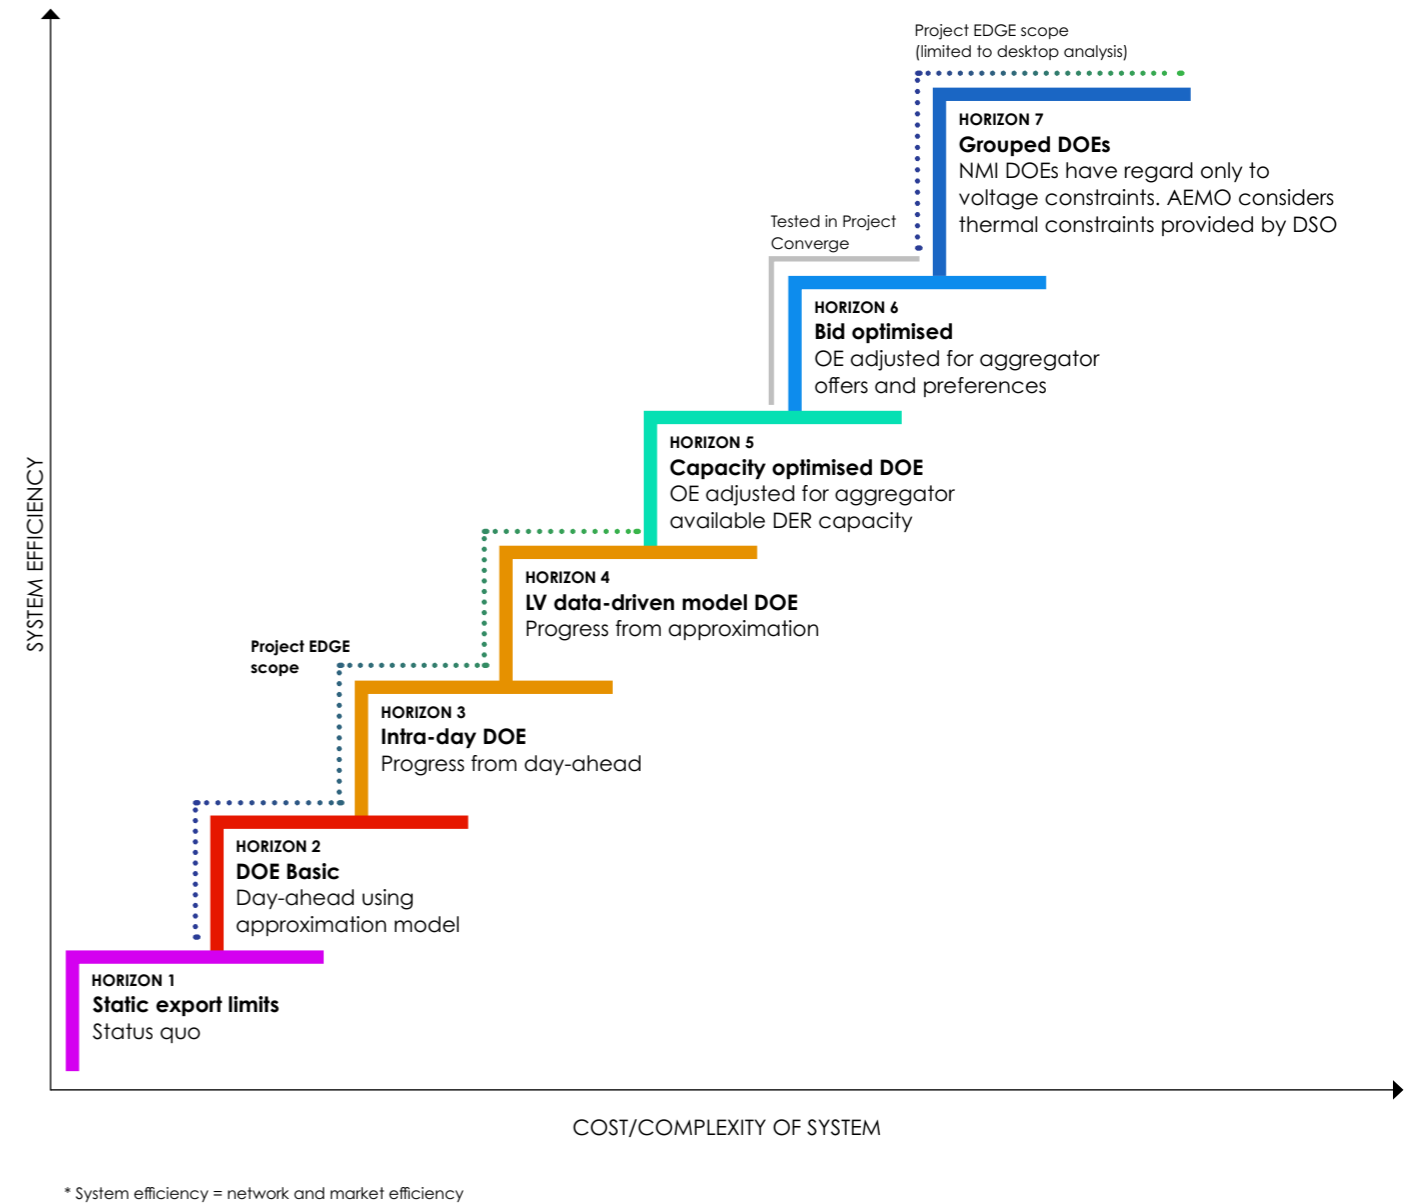 Project EDGE scope
(limited to desktop analysis)
HORIZON 7
Grouped DOEs
NMI DOEs have regard only to
voltage constraints. AEMO considers
thermal constraints provided by DSO
Tested in Project
Converge
HORIZON 6
Bid optimised
OE adjusted for aggregator
offers and preferences
HORIZON 5
Capacity optimised DOE
OE adjusted for aggregator
available DER capacity
HORIZON 4
LV data-driven model DOE
Progress from approximation
Project EDGE
scope
HORIZON 3
Intra-day DOE
Progress from day-ahead
HORIZON 2
DOE Basic
Day-ahead using
approximation model
HORIZON 1
Static export limits
Status quo
SYSTEM EFFICIENCY
COST/COMPLEXITY OF SYSTEM
* System efficiency = network and market efficiency